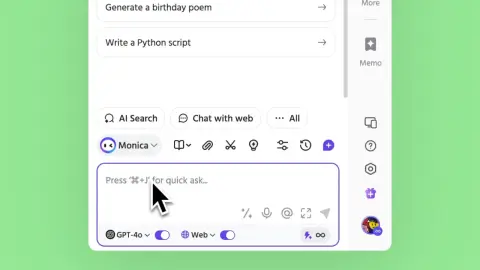 Generate a birthday poem
Write a Python script
More
Memo
AI Search
Chat with web
All
Monica
Press '⌘+J' for quick ask..
GPT-4o
Web